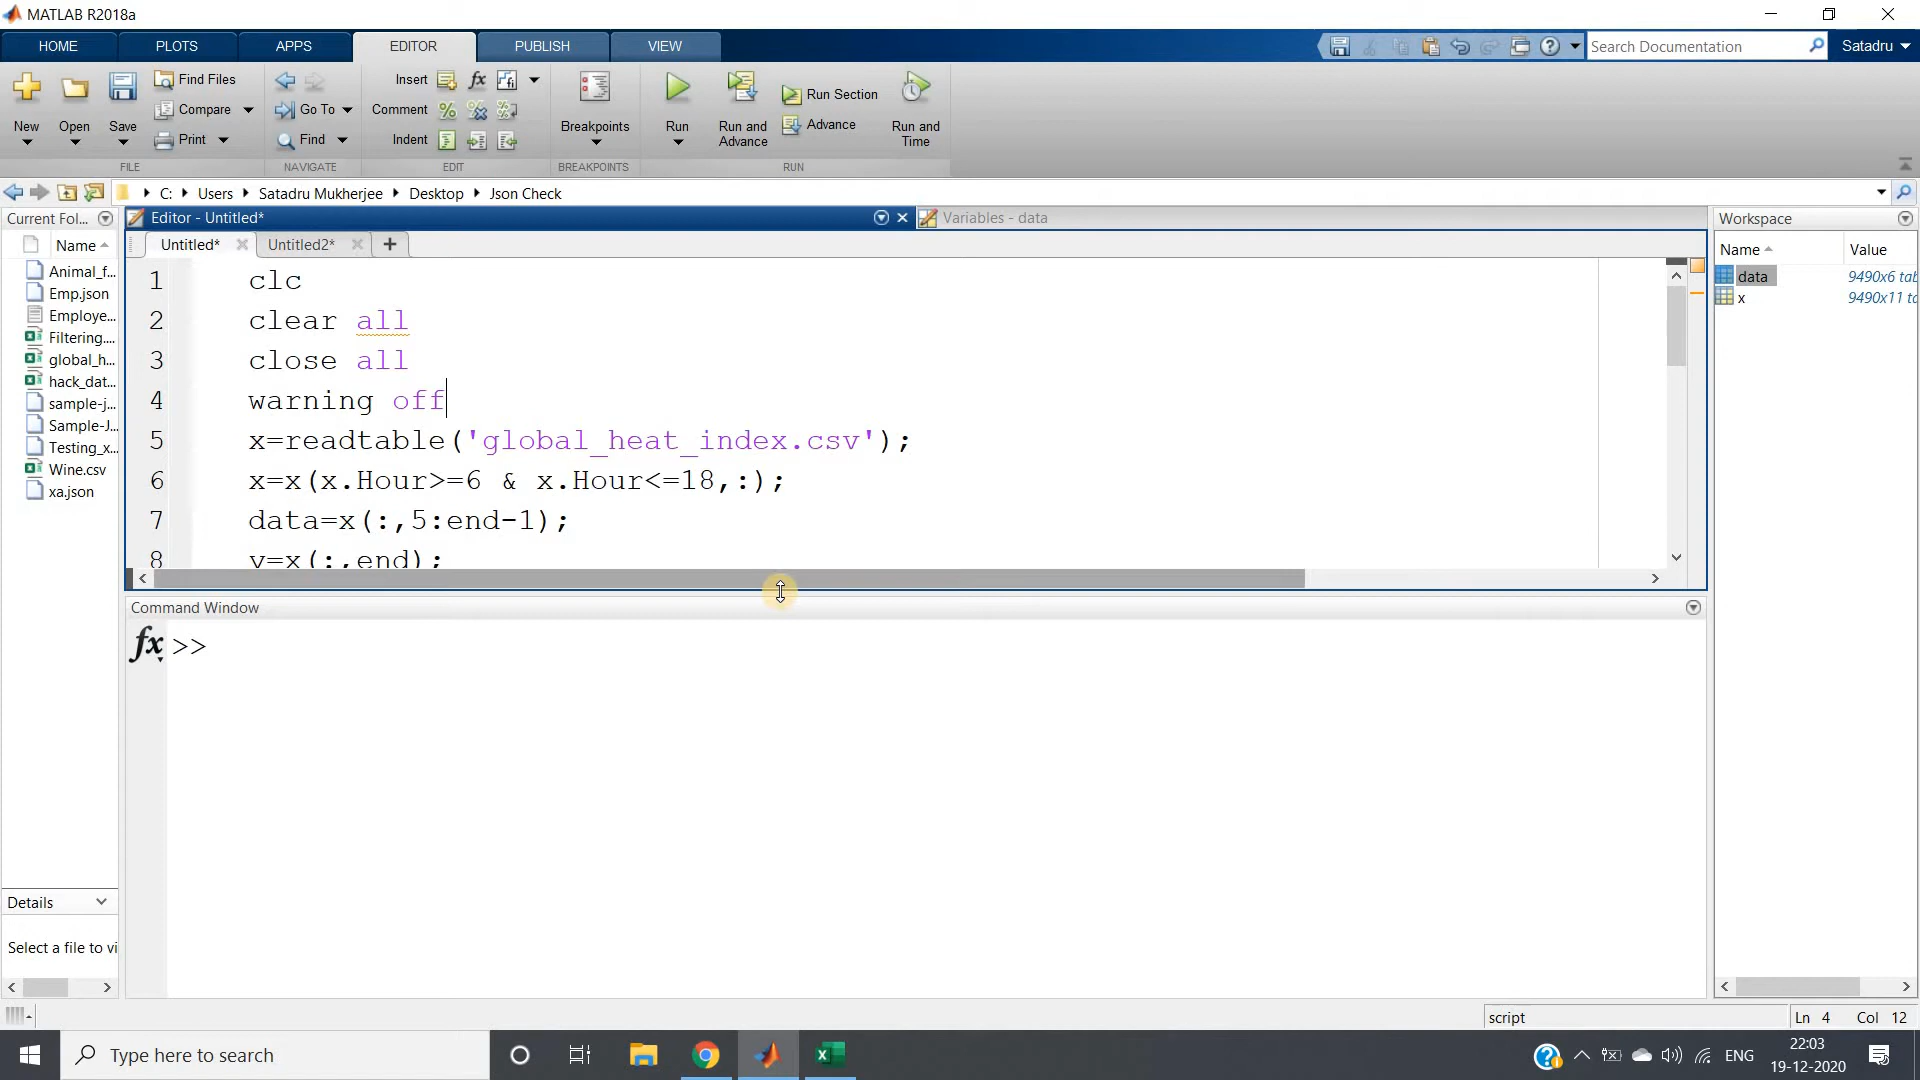 MATLAB R2018a
HOME PLOTS APPS EDITOR PUBLISH VIEW
Search Documentation
Satadru
New Open Save
Find Files
Compare
Print
Go To
Find
Insert
Comment
Indent
Breakpoints
Run
Run and Advance
Run Section
Advance
Run and Time
FILE NAVIGATE EDIT BREAKPOINTS RUN
C: Users Satadru Mukherjee Desktop Json Check
Current Fol...
Name
Animal_f...
Emp.json
Employe...
Filtering....
global_h...
hack_dat...
sample-j...
Sample-J...
Testing_x...
Wine.csv
xa.json
Details
Select a file to vi
Editor - Untitled*
Variables - data
Untitled* Untitled2*
1 clc
2 clear all
3 close all
4 warning off
5 x=readtable('global_heat_index.csv');
6 x=x(x.Hour>=6 & x.Hour<=18,:);
7 data=x(:,5:end-1);
8 y=x(:,end);
Command Window
fx >>
Workspace
Name Value
data 9490x6 tab
x 9490x11 ta
script
Ln 4 Col 12
Type here to search
ENG
22:03
19-12-2020